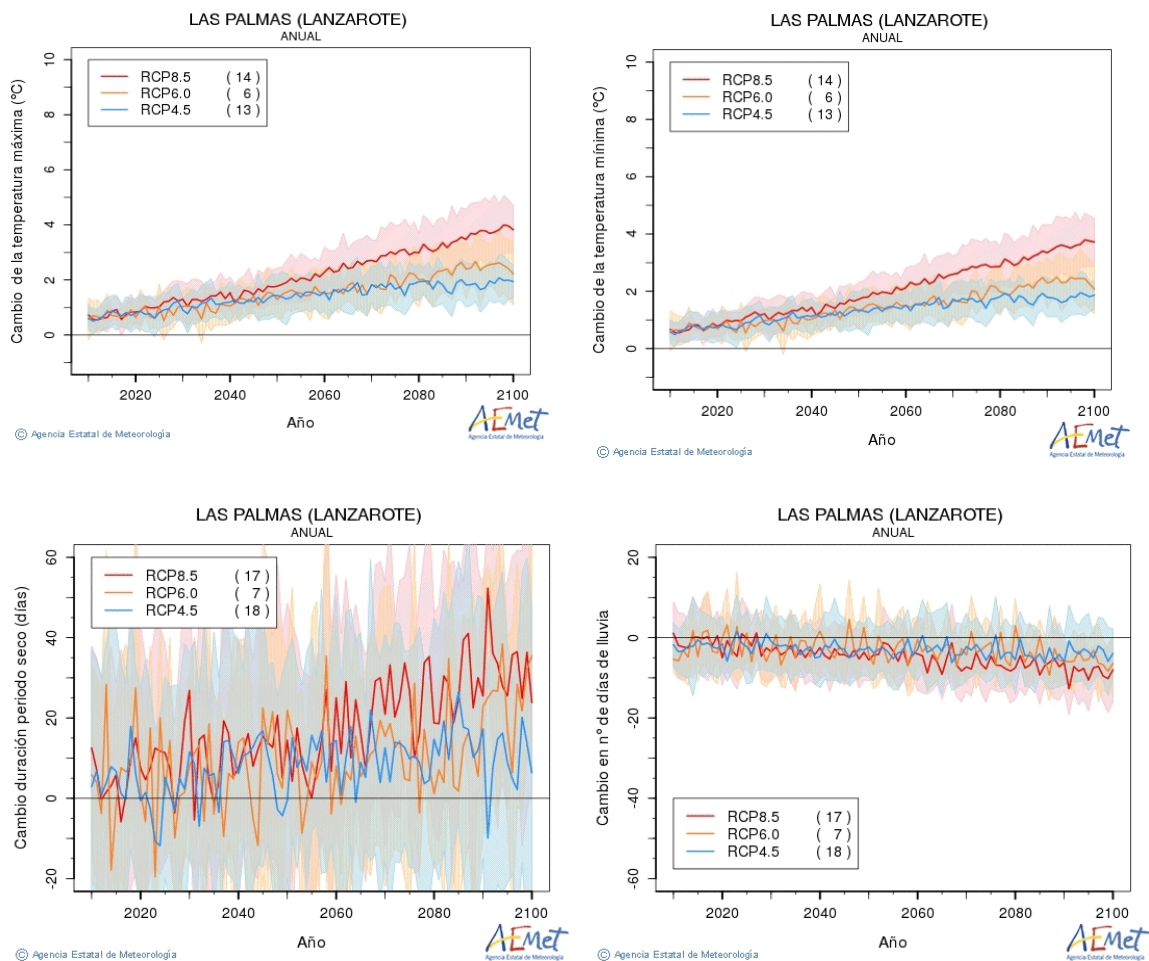 LAS PALMAS (LANZAROTE)
ANUAL
Cambio de la temperatura máxima (ºC)
10
8
6
4
2
0
RCP8.5 ( 14 )
RCP6.0 ( 6 )
RCP4.5 ( 13 )
2020 2040 2060 2080 2100
Año
© Agencia Estatal de Meteorología
AEMet
Agencia Estatal de Meteorología
LAS PALMAS (LANZAROTE)
ANUAL
Cambio de la temperatura mínima (ºC)
10
8
6
4
2
0
RCP8.5 ( 14 )
RCP6.0 ( 6 )
RCP4.5 ( 13 )
2020 2040 2060 2080 2100
Año
© Agencia Estatal de Meteorología
AEMet
Agencia Estatal de Meteorología
LAS PALMAS (LANZAROTE)
ANUAL
Cambio duración periodo seco (días)
60
40
20
0
-20
RCP8.5 ( 17 )
RCP6.0 ( 7 )
RCP4.5 ( 18 )
2020 2040 2060 2080 2100
Año
© Agencia Estatal de Meteorología
AEMet
Agencia Estatal de Meteorología
LAS PALMAS (LANZAROTE)
ANUAL
Cambio en nº de días de lluvia
20
0
-20
-40
-60
RCP8.5 ( 17 )
RCP6.0 ( 7 )
RCP4.5 ( 18 )
2020 2040 2060 2080 2100
Año
© Agencia Estatal de Meteorología
AEMet
Agencia Estatal de Meteorología